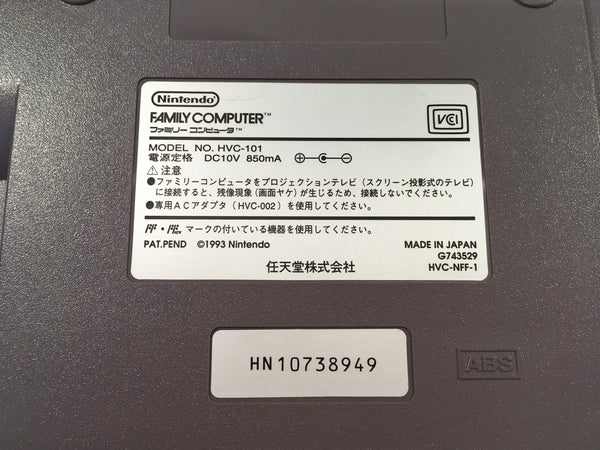 Nintendo
FAMILY COMPUTER™
ファミリー コンピュータ™
VCI
MODEL NO. HVC-101
電源定格 DC10V 850mA
⚠注意
●ファミリーコンピュータをプロジェクションテレビ（スクリーン投影式のテレビ）
に接続すると、残像現象（画面ヤケ）が生じるため、接続しないでください。
●専用ACアダプタ（HVC-002）を使用してください。
マークの付いている機器を使用してください。
PAT.PEND ©1993 Nintendo
MADE IN JAPAN
G743529
HVC-NFF-1
任天堂株式会社
HN10738949
ABS